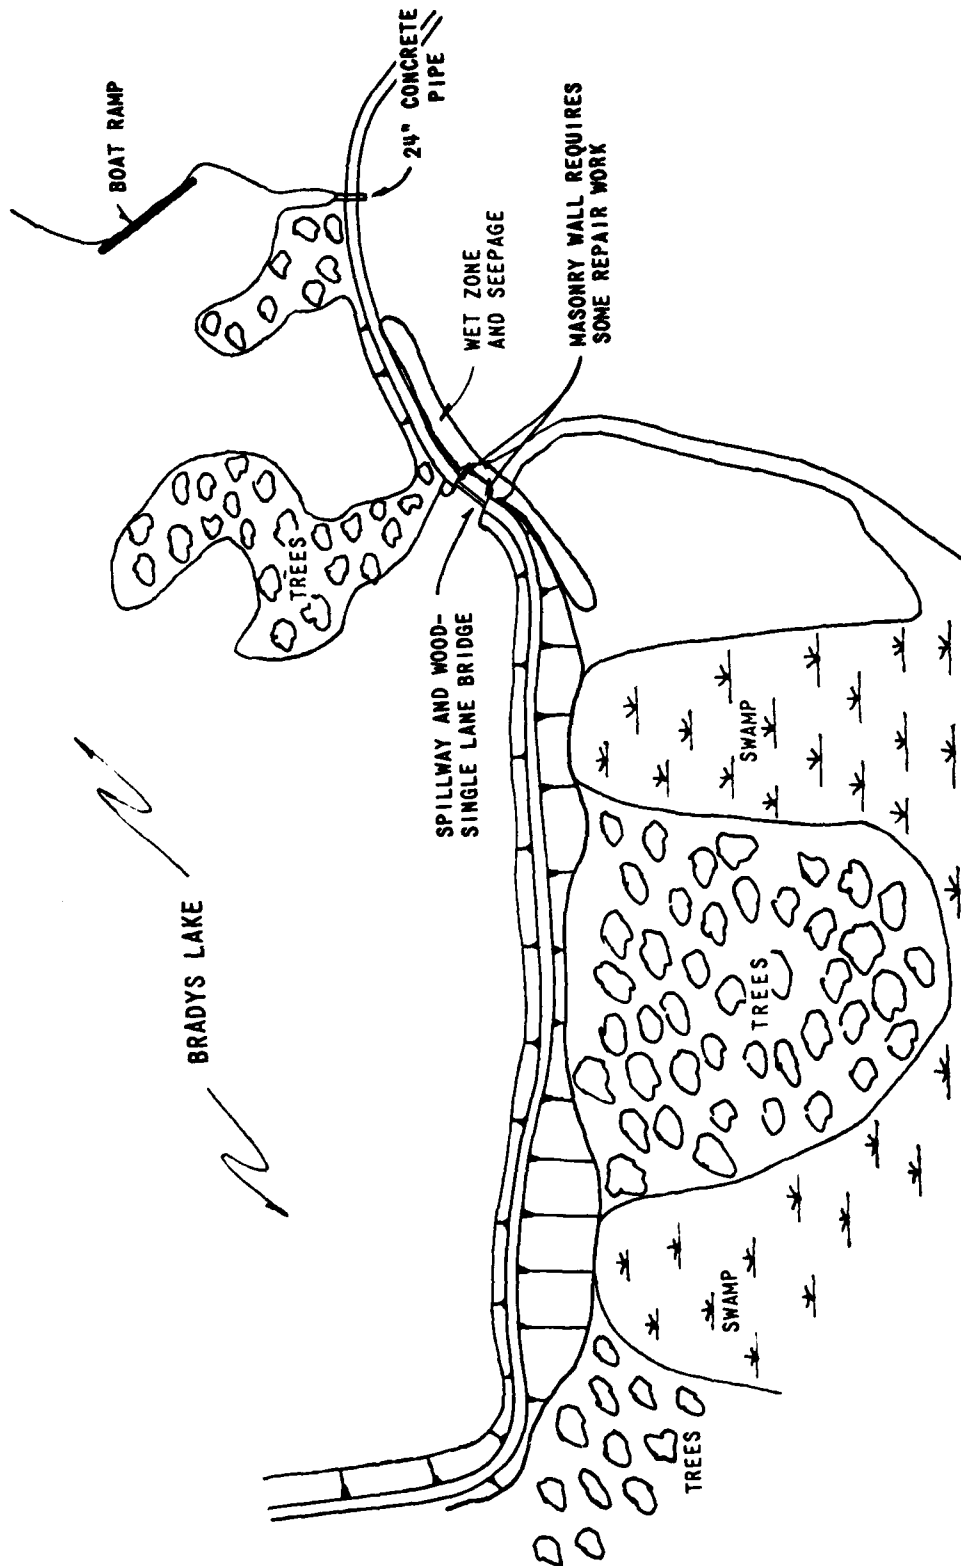 BOAT RAMP
24" CONCRETE
PIPE
WET ZONE
AND SEEPAGE
MASONRY WALL REQUIRES
SOME REPAIR WORK
TREES
SPILLWAY AND WOOD-
SINGLE LANE BRIDGE
BRADYS LAKE
SWAMP
TREES
SWAMP
TREES